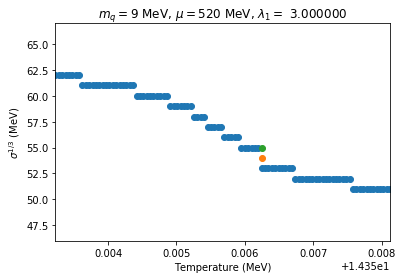 $m_q = 9$ MeV, $\mu = 520$ MeV, $\lambda_1 =$ 3.000000
65.0
62.5
60.0
57.5
55.0
52.5
50.0
47.5
$\sigma^{1/3}$ (MeV)
0.004 0.005 0.006 0.007 0.008
+1.435e1
Temperature (MeV)